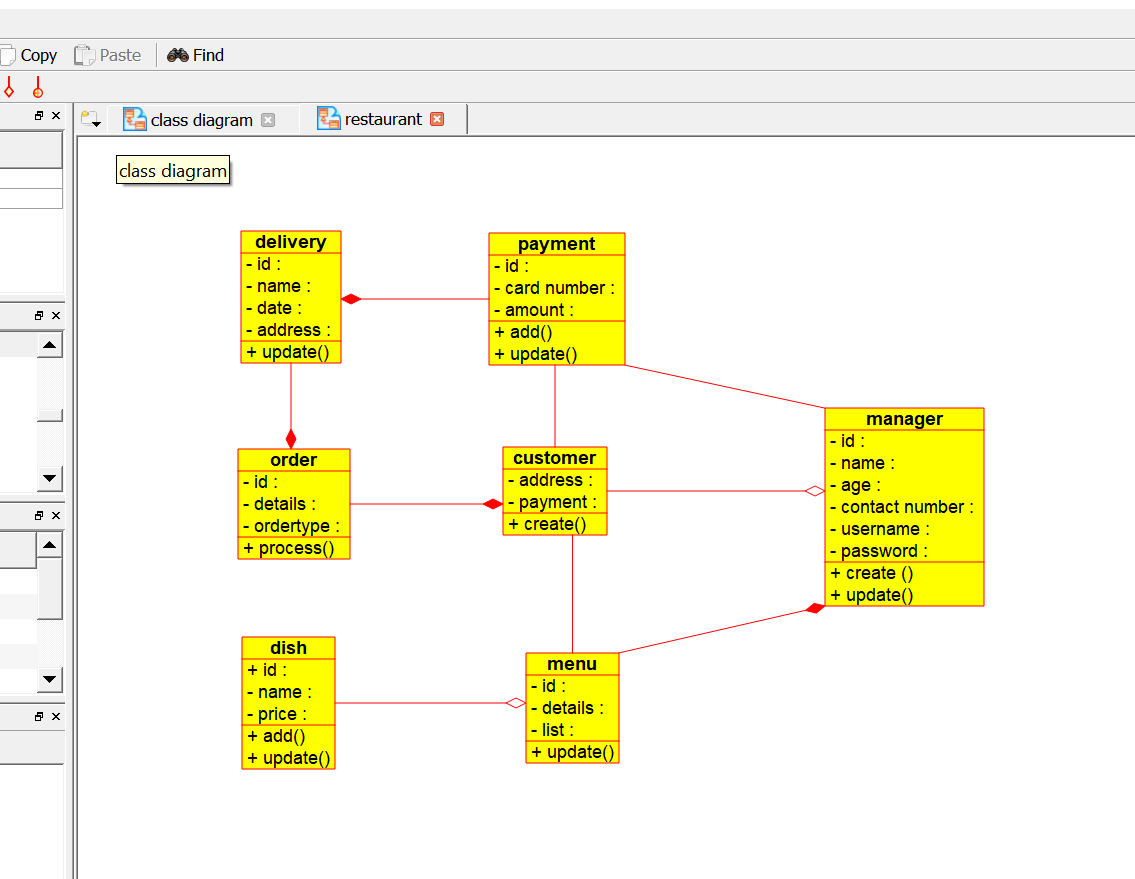 Copy Paste Find
class diagram restaurant
class diagram
delivery
- id :
- name :
- date :
- address :
+ update()
payment
- id :
- card number :
- amount :
+ add()
+ update()
manager
- id :
- name :
- age :
- contact number :
- username :
- password :
+ create ()
+ update()
order
- id :
- details :
- ordertype :
+ process()
customer
- address :
- payment :
+ create()
dish
+ id :
- name :
- price :
+ add()
+ update()
menu
- id :
- details :
- list :
+ update()